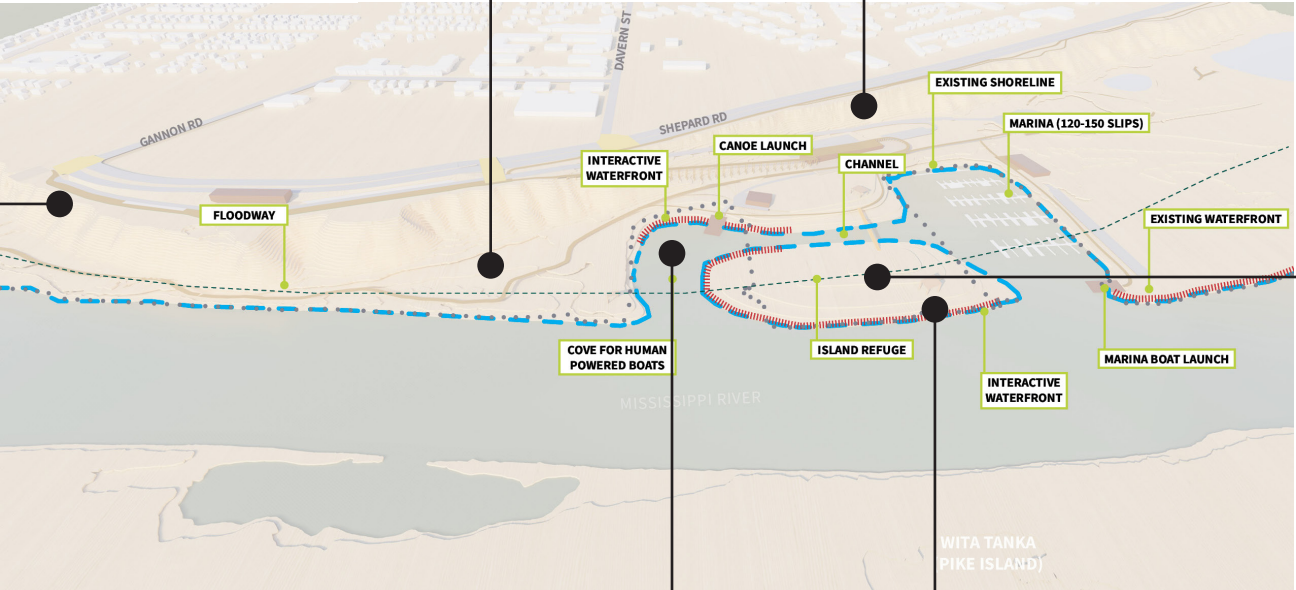 DAVERN ST
EXISTING SHORELINE
GANNON RD
SHEPARD RD
MARINA (120-150 SLIPS)
CANOE LAUNCH
INTERACTIVE
WATERFRONT
CHANNEL
FLOODWAY
EXISTING WATERFRONT
COVE FOR HUMAN
POWERED BOATS
ISLAND REFUGE
MARINA BOAT LAUNCH
INTERACTIVE
WATERFRONT
MISSISSIPPI RIVER
WITA TANKA
PIKE ISLAND)